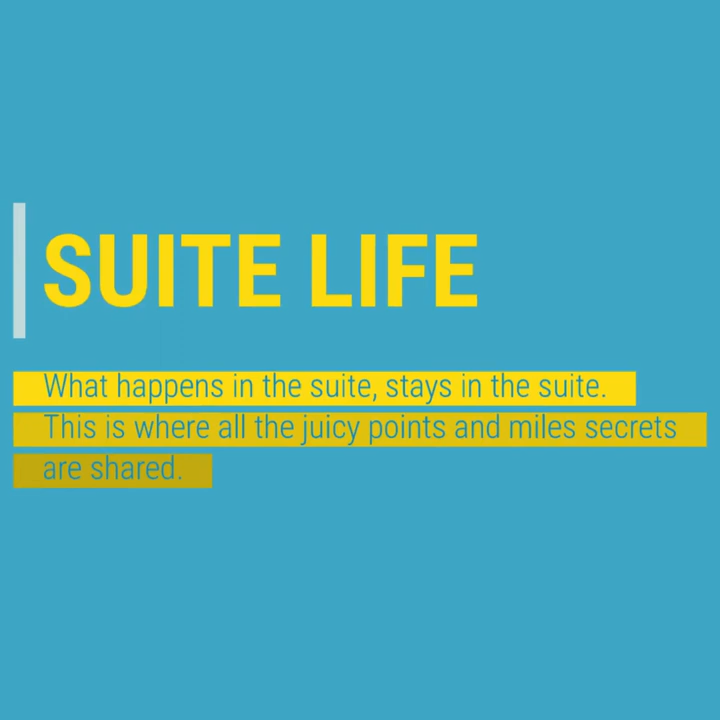 SUITE LIFE
What happens in the suite, stays in the suite.
This is where all the juicy points and miles secrets
are shared.